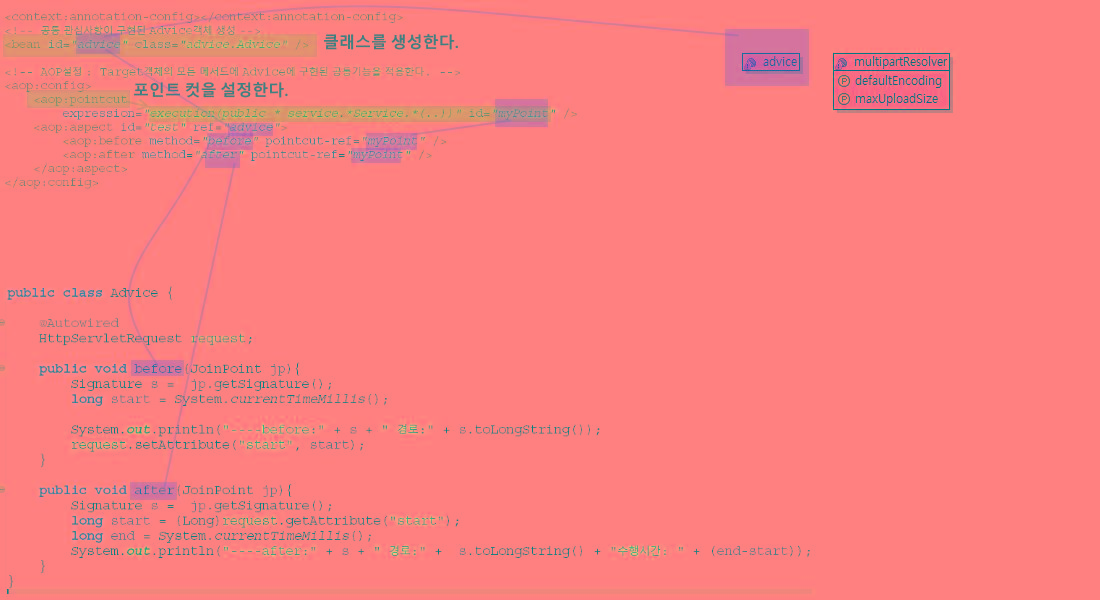 <context:annotation-config></context:annotation-config>
<!-- 공통 관심사항이 구현된 Advice객체 생성 -->
<bean id="advice" class="advice.Advice" /> 클래스를 생성한다.
<!-- AOP설정 : Target객체의 모든 메서드에 Advice에 구현된 공통기능을 적용한다. -->
<aop:config>
<aop:pointcut 포인트 컷을 설정한다.
expression="execution(public * service.*Service.*(..))" id="myPoint" />
<aop:aspect id="test" ref="advice">
<aop:before method="before" pointcut-ref="myPoint" />
<aop:after method="after" pointcut-ref="myPoint" />
</aop:aspect>
</aop:config>
advice
multipartResolver
defaultEncoding
maxUploadSize
public class Advice {
@Autowired
HttpServletRequest request;
public void before(JoinPoint jp){
Signature s =  jp.getSignature();
long start = System.currentTimeMillis();
System.out.println("----before:" + s + " 경로:" + s.toLongString());
request.setAttribute("start", start);
}
public void after(JoinPoint jp){
Signature s =  jp.getSignature();
long start = (Long)request.getAttribute("start");
long end = System.currentTimeMillis();
System.out.println("----after:" + s + " 경로:" +  s.toLongString() + "수행시간: " + (end-start));
}
}